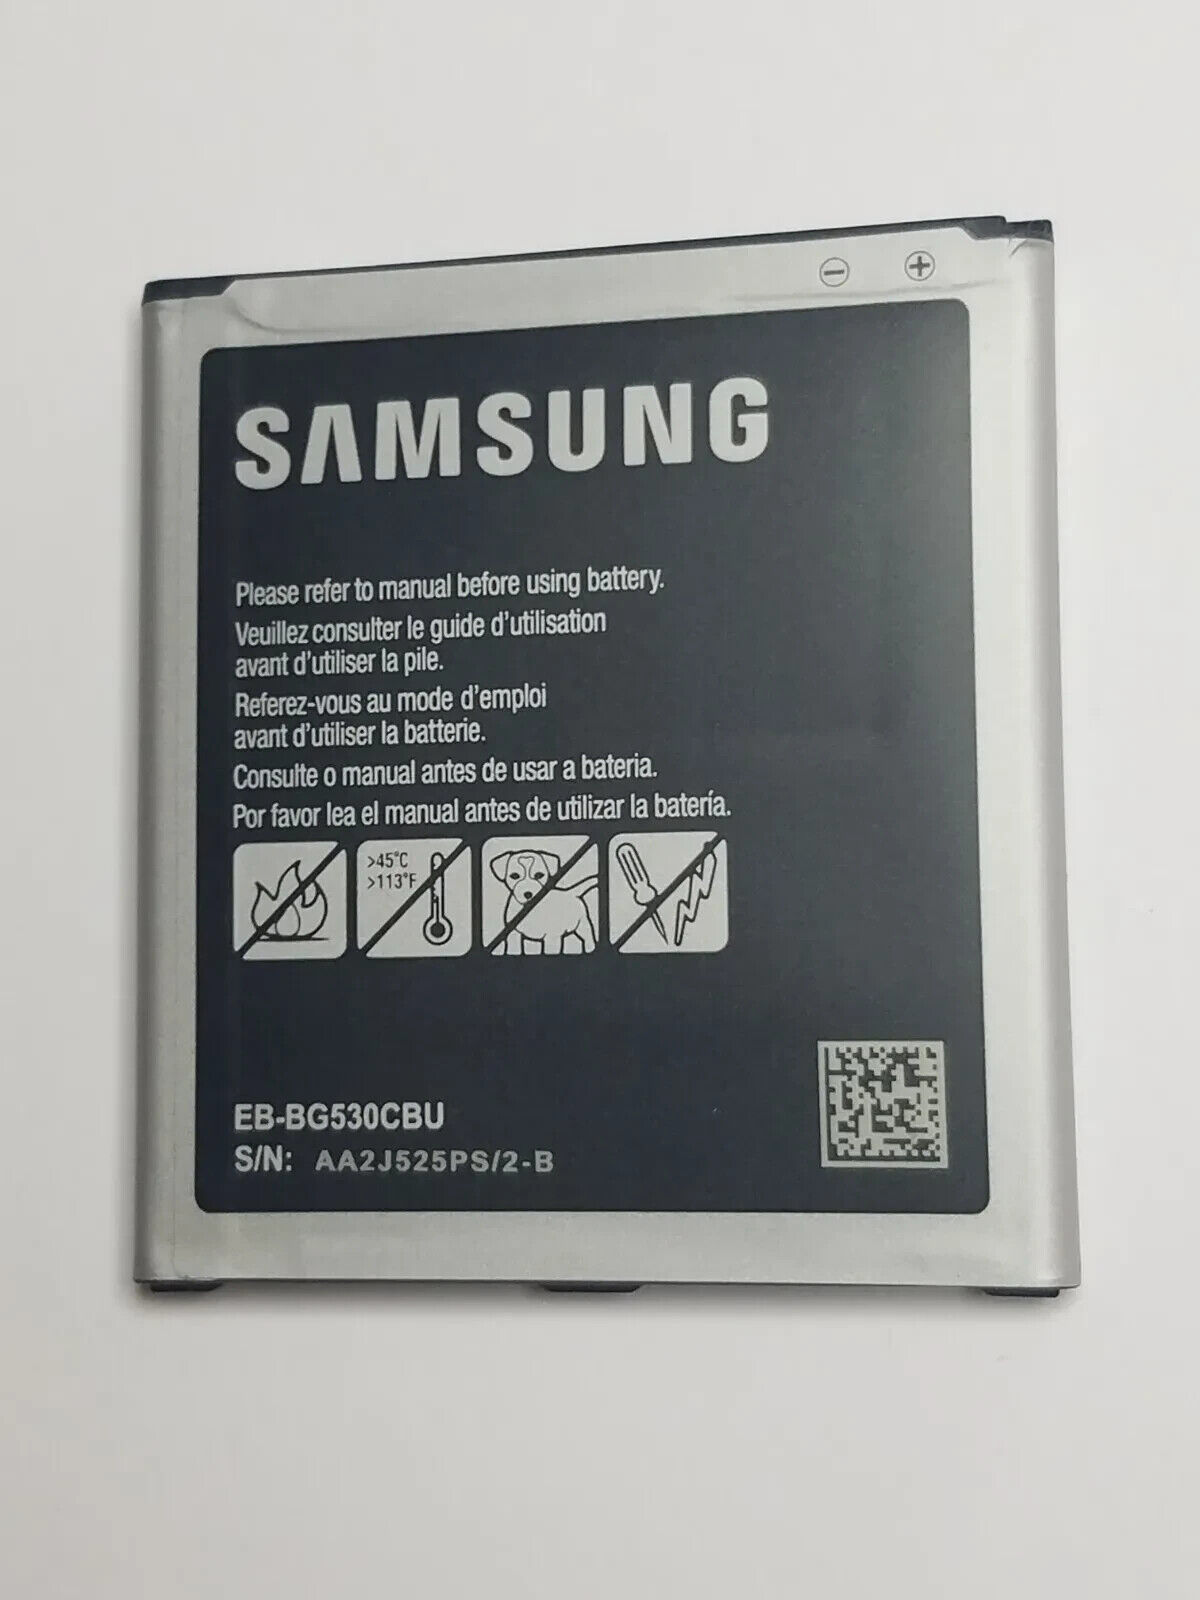 SAMSUNG
Please refer to manual before using battery.
Veuillez consulter le guide d'utilisation
avant d'utiliser la pile.
Referez-vous au mode d'emploi
avant d'utiliser la batterie.
Consulte o manual antes de usar a bateria.
Por favor lea el manual antes de utilizar la batería.
>45°C
>113°F
EB-BG530CBU
S/N: AA2J525PS/2-B